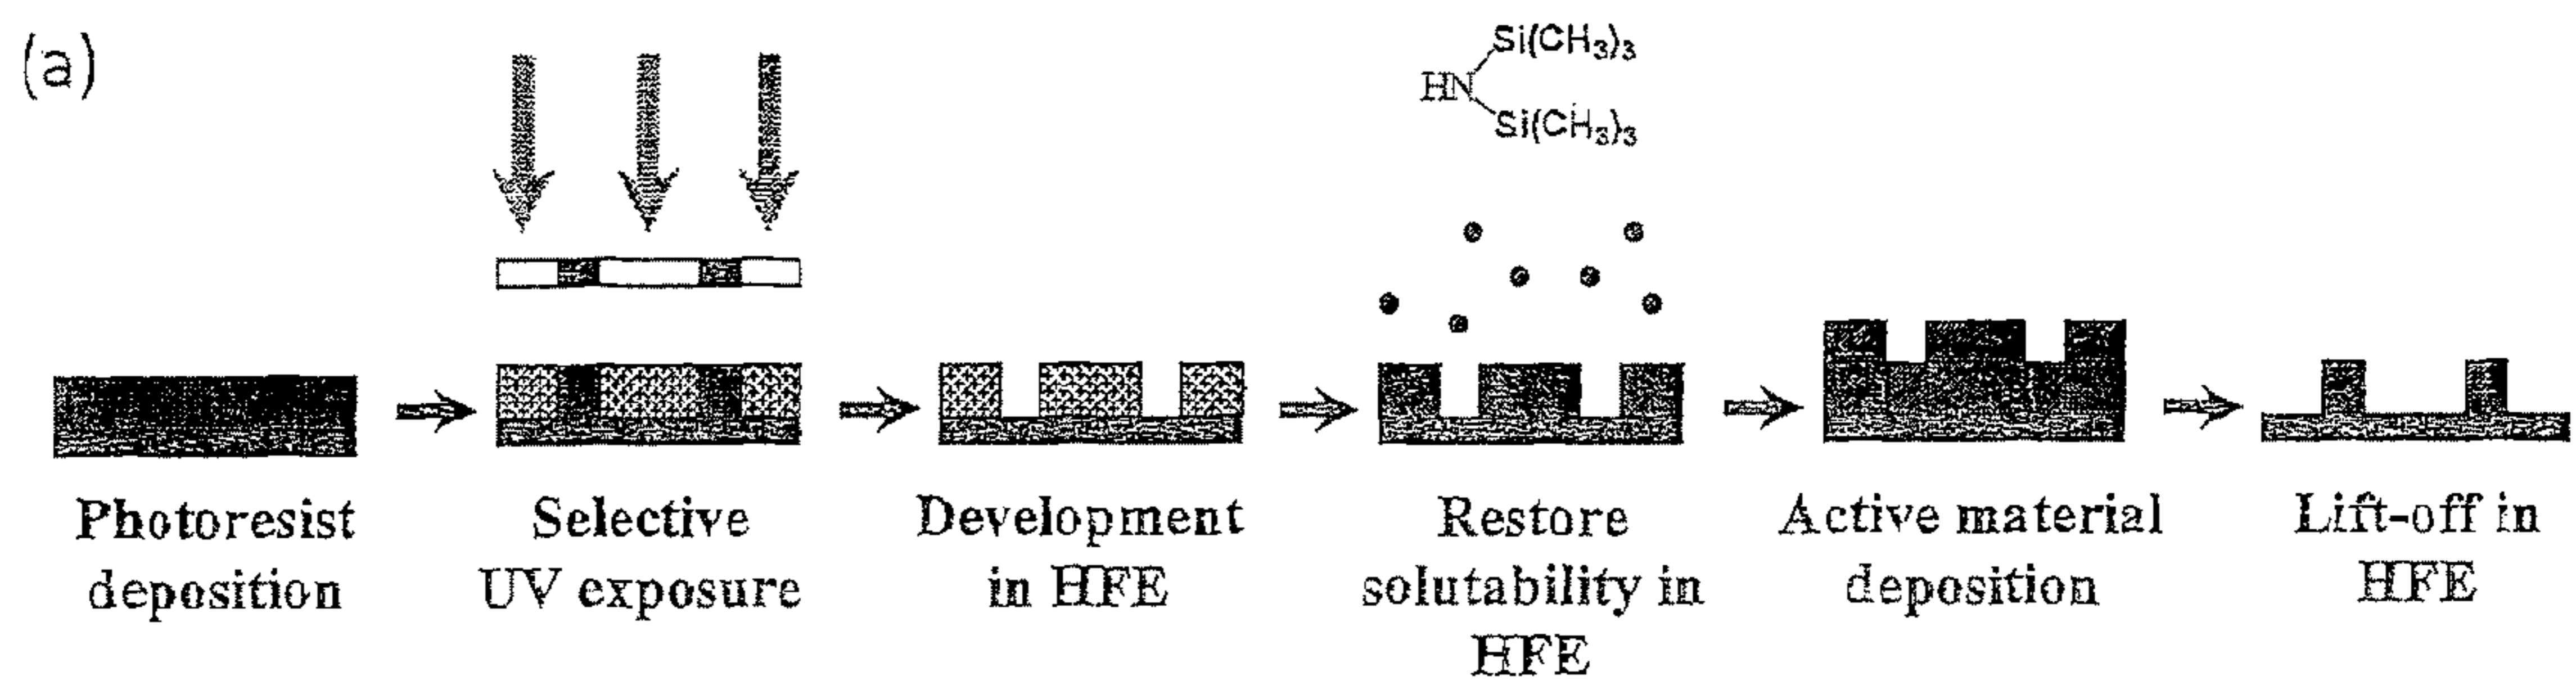 (a)
Si(CH₃)₃
HN
Si(CH₃)₃
Photoresist
deposition
Selective
UV exposure
Development
in HFE
Restore
solutability in
HFE
Active material
deposition
Lift-off in
HFE